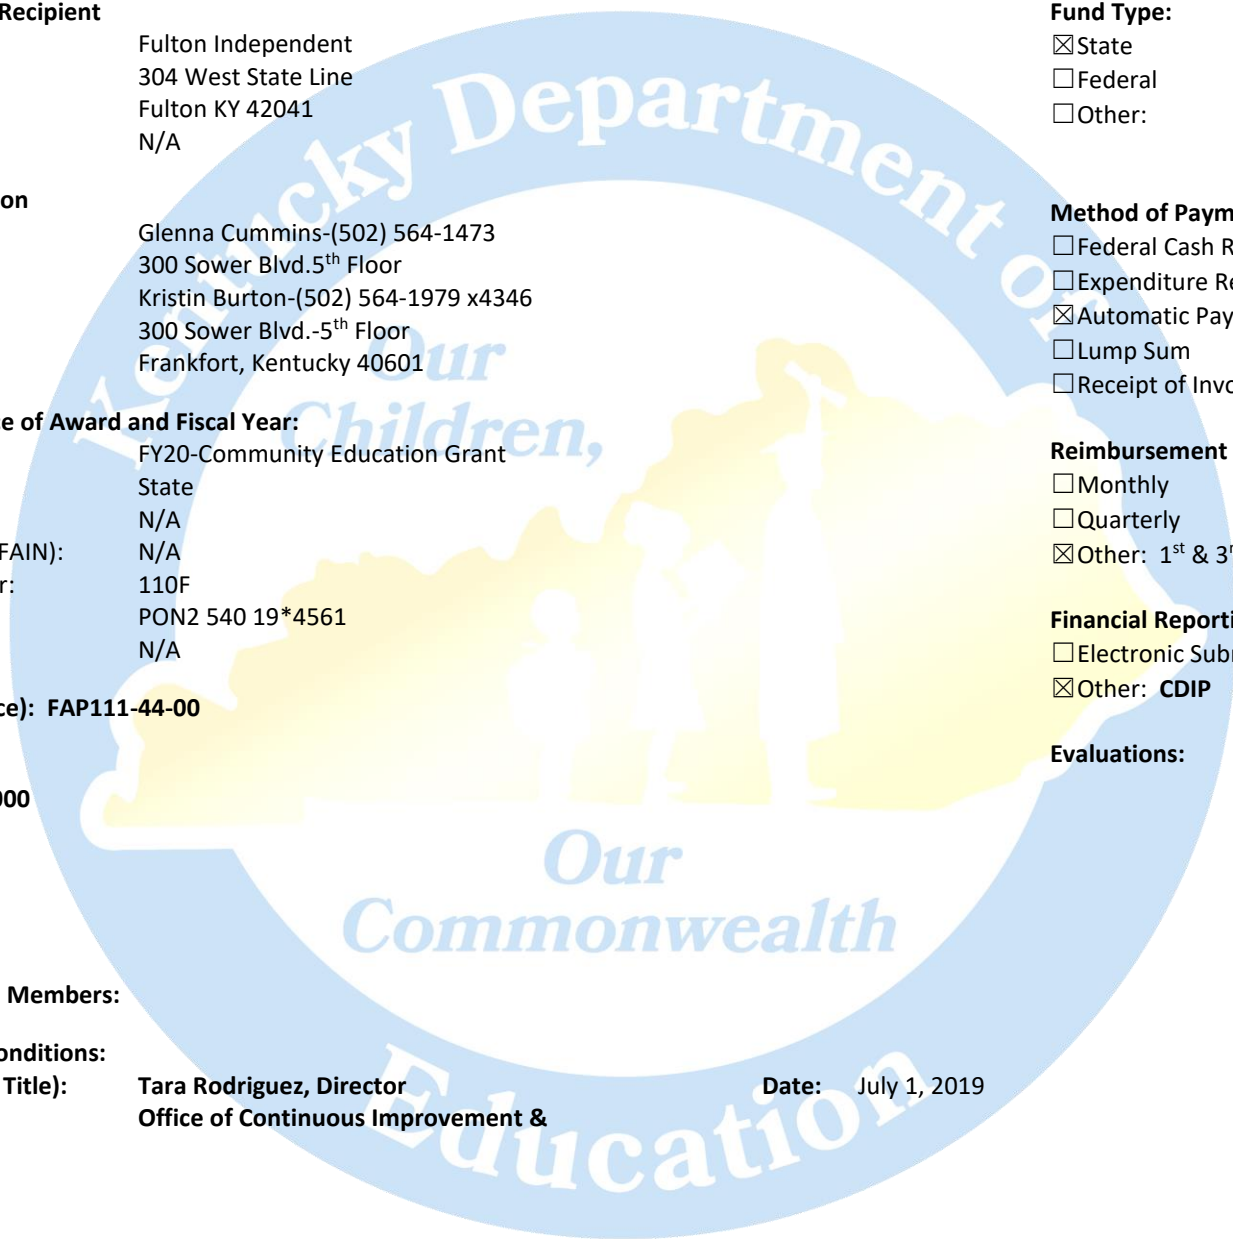 Recipient
Fulton Independent
304 West State Line
Fulton KY 42041
N/A
on
Glenna Cummins-(502) 564-1473
300 Sower Blvd.5th Floor
Kristin Burton-(502) 564-1979 x4346
300 Sower Blvd.-5th Floor
Frankfort, Kentucky 40601
e of Award and Fiscal Year:
FY20-Community Education Grant
State
N/A
FAIN): N/A
r: 110F
PON2 540 19*4561
N/A
ce): FAP111-44-00
000
Members:
onditions:
Title): Tara Rodriguez, Director Date: July 1, 2019
Office of Continuous Improvement &
Fund Type:
☒State
☐Federal
☐Other:
Method of Paym
☐Federal Cash R
☐Expenditure Re
☒Automatic Pay
☐Lump Sum
☐Receipt of Invo
Reimbursement
☐Monthly
☐Quarterly
☒Other: 1st & 3r
Financial Reporti
☐Electronic Sub
☒Other: CDIP
Evaluations:
Kentucky Department of
Education
Our
Children,
Our
Commonwealth